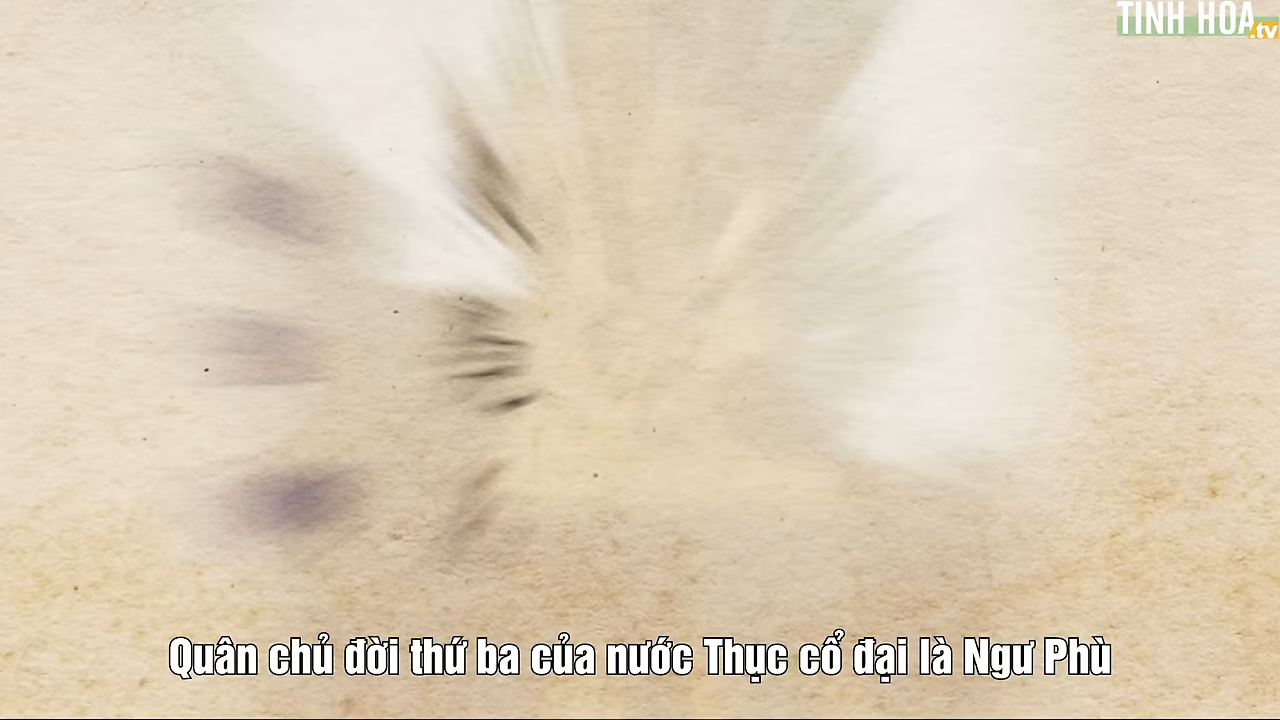 TINH HOA
.tv
Quân chủ đời thứ ba của nước Thục cổ đại là Ngư Phù